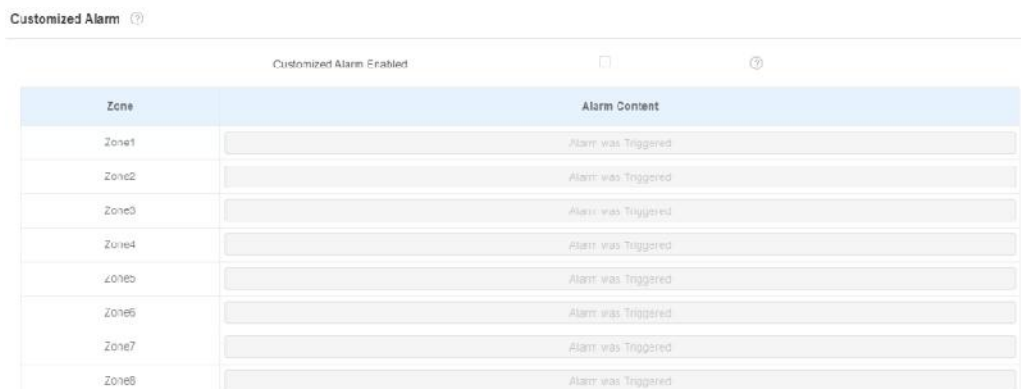 Customized Alarm ?
Customized Alarm Enabled ?
Zone Alarm Content
Zone1 Alarm was Triggered
Zone2 Alarm was Triggered
Zone3 Alarm was Triggered
Zone4 Alarm was Triggered
Zone5 Alarm was Triggered
Zone6 Alarm was Triggered
Zone7 Alarm was Triggered
Zone8 Alarm was Triggered